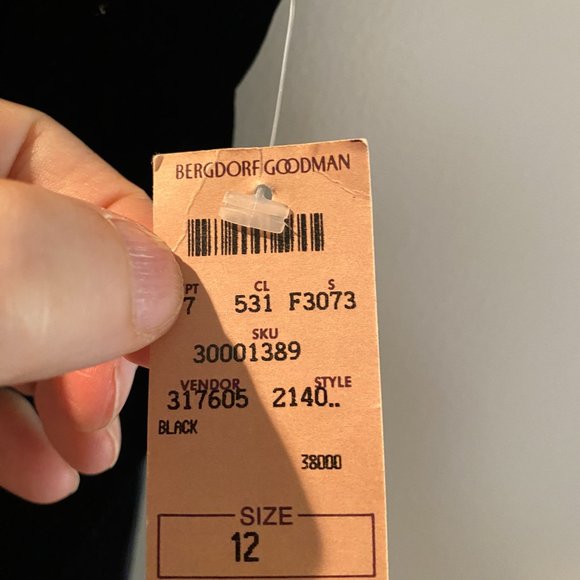 BERGDORF GOODMAN
PT CL S
7 531 F3073
SKU
30001389
VENDOR STYLE
317605 2140..
BLACK
38000
SIZE
12